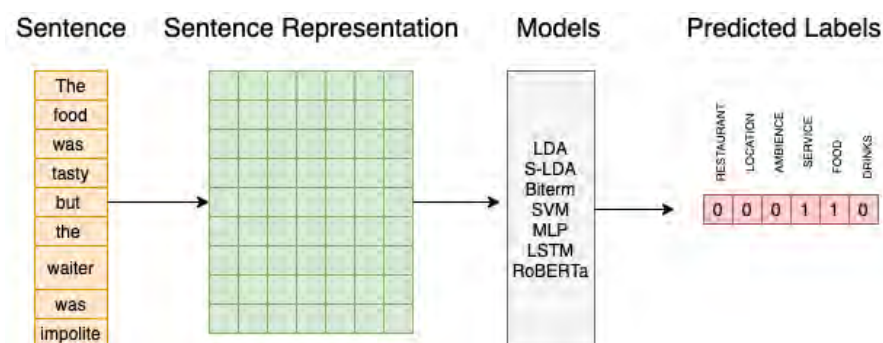 Sentence Sentence Representation Models Predicted Labels
The
food
was
tasty
but
the
waiter
was
impolite
LDA
S-LDA
Biterm
SVM
MLP
LSTM
RoBERTa
RESTAURANT
LOCATION
AMBIENCE
SERVICE
FOOD
DRINKS
0 0 0 1 1 0